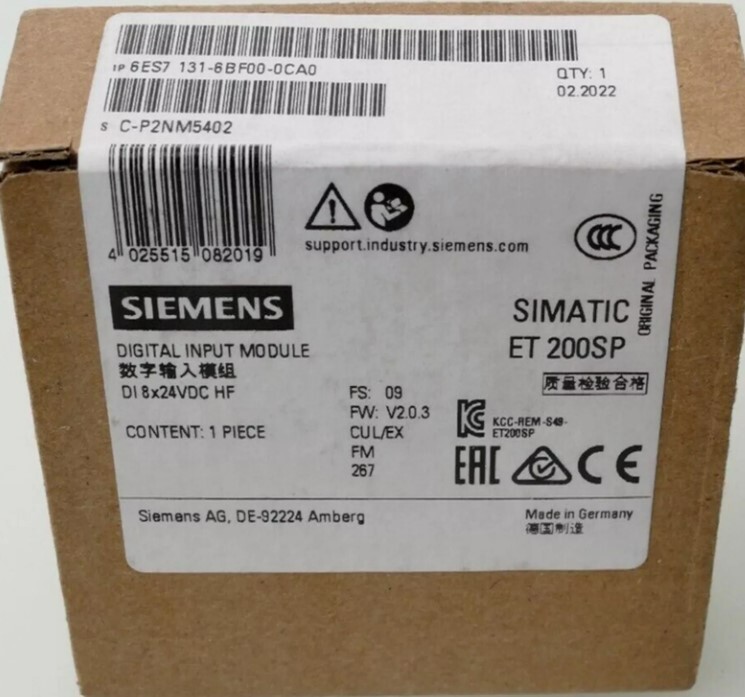 1P 6ES7 131-6BF00-0CA0
QTY: 1
02.2022
S C-P2NM5402
4 025515 082019
support.industry.siemens.com
CCC
ORIGINAL PACKAGING
SIEMENS
SIMATIC
ET 200SP
DIGITAL INPUT MODULE
数字输入模组
DI 8x24VDC HF
质量检验合格
FS: 09
FW: V2.0.3
KCC-REM-S49-
ET200SP
CONTENT: 1 PIECE
CUL/EX
FM
267
EAC
CE
Siemens AG, DE-92224 Amberg
Made in Germany
德国制造